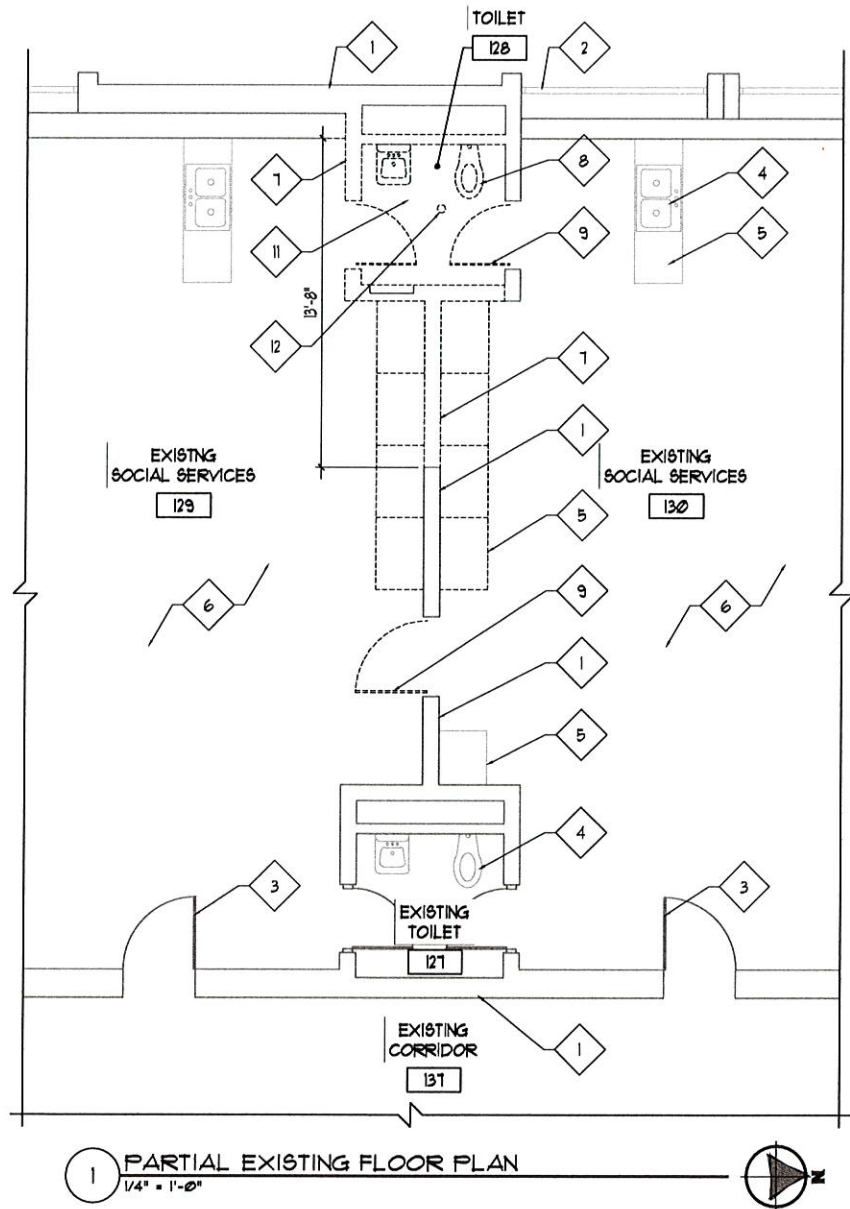 TOILET
128
1
2
7
8
4
11
9
5
13'-8"
12
7
1
EXISTNG
SOCIAL SERVICES
129
EXISTING
SOCIAL SERVICES
130
5
6
9
6
1
5
4
3
3
EXISTING
TOILET
127
EXISTING
CORRIDOR
137
1
1
PARTIAL EXISTING FLOOR PLAN
1/4" = 1'-0"
N